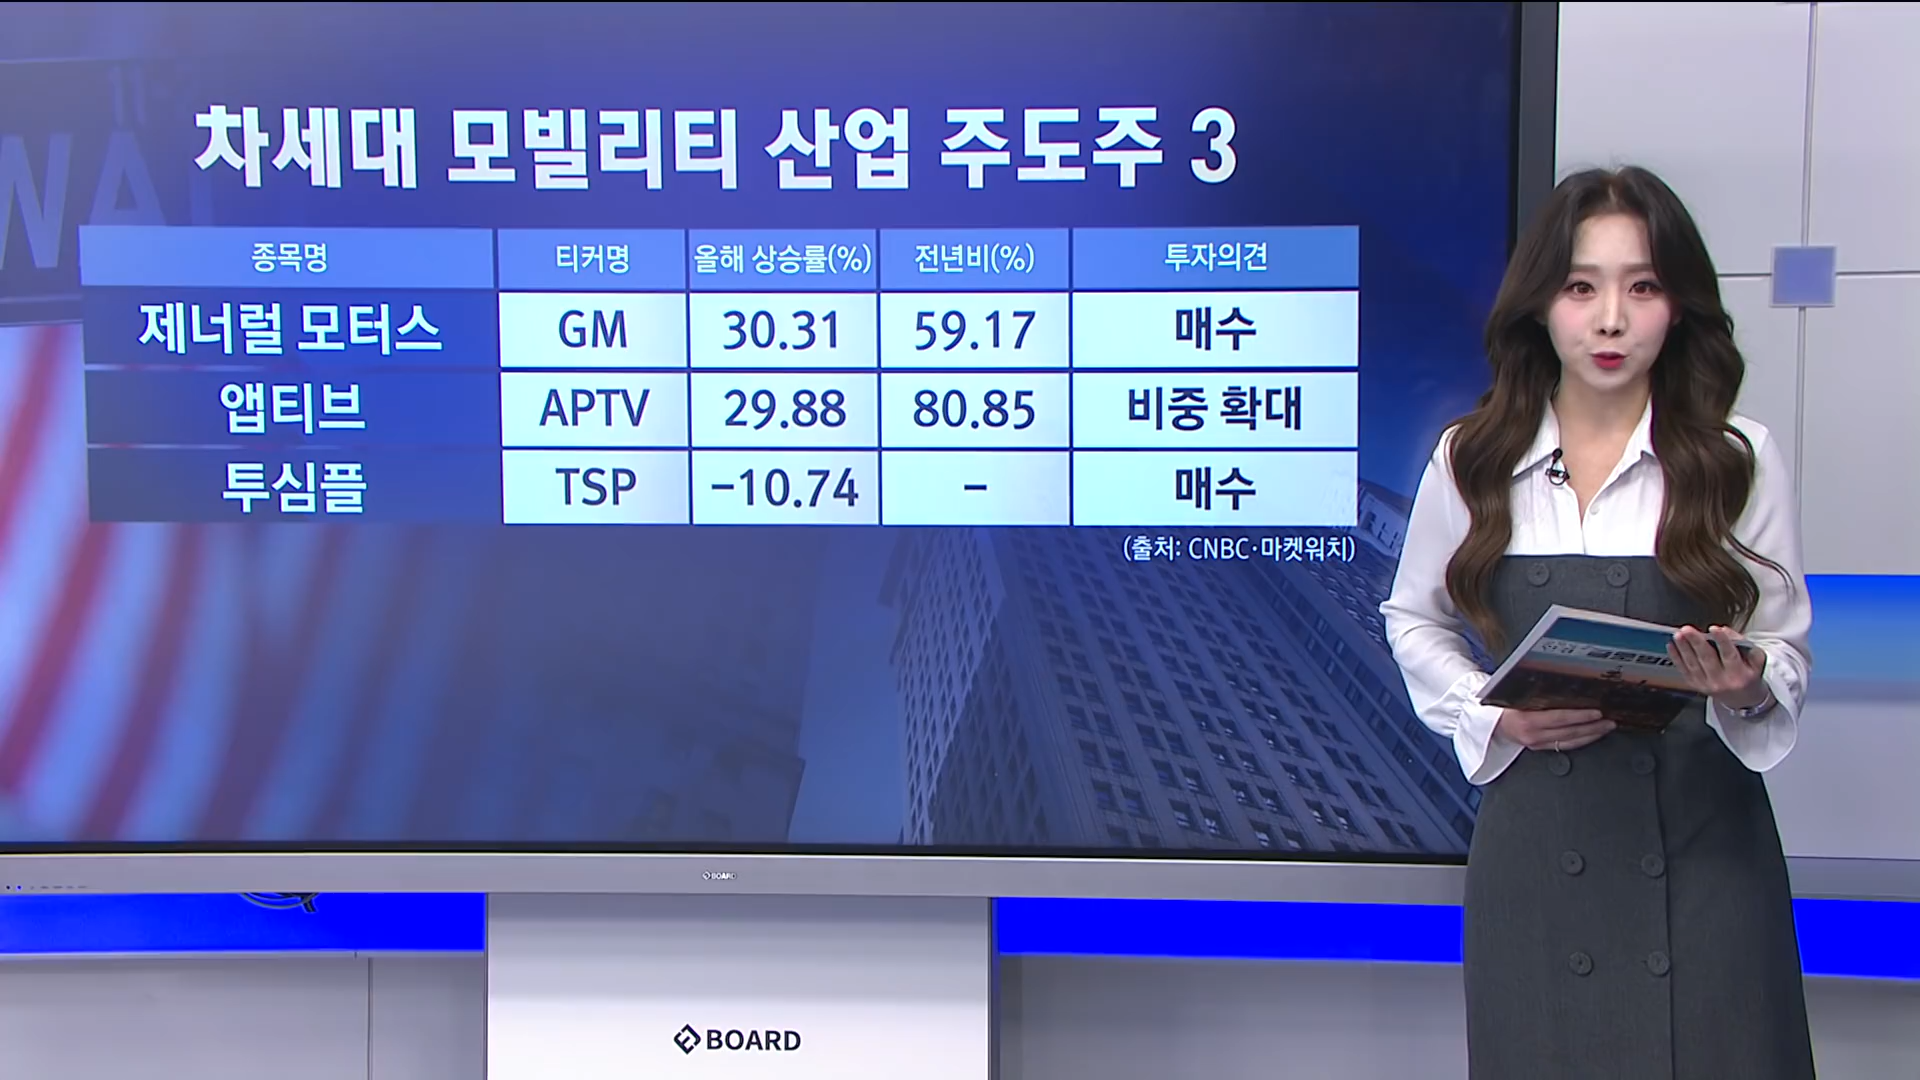 차세대 모빌리티 산업 주도주 3
종목명 티커명 올해 상승률(%) 전년비(%) 투자의견
제너럴 모터스 GM 30.31 59.17 매수
앱티브 APTV 29.88 80.85 비중 확대
투심플 TSP -10.74 - 매수
(출처: CNBC·마켓워치)
BOARD
BOARD